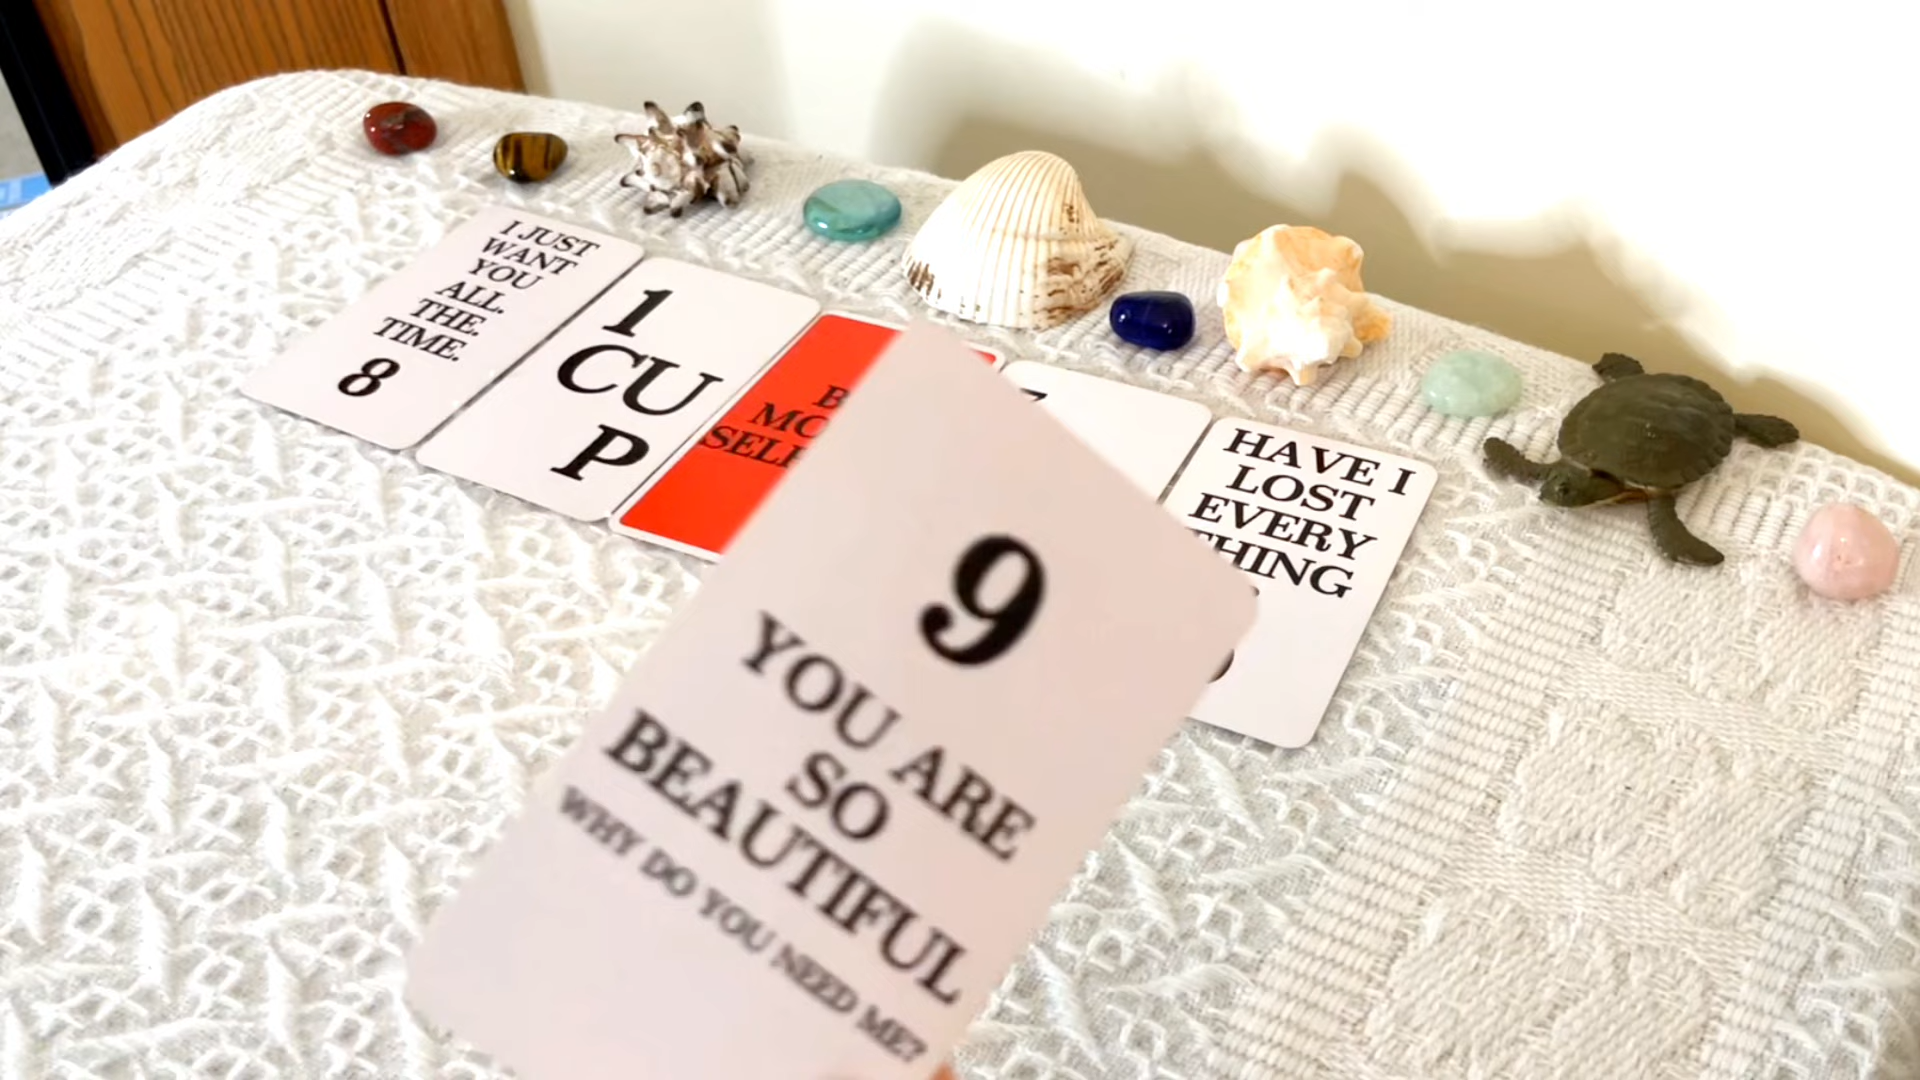 I JUST
WANT
YOU
ALL.
THE.
TIME.
8
1
CU
P
HAVE I
LOST
EVERY
THING
9
YOU ARE
SO
BEAUTIFUL
WHY DO YOU NEED ME?